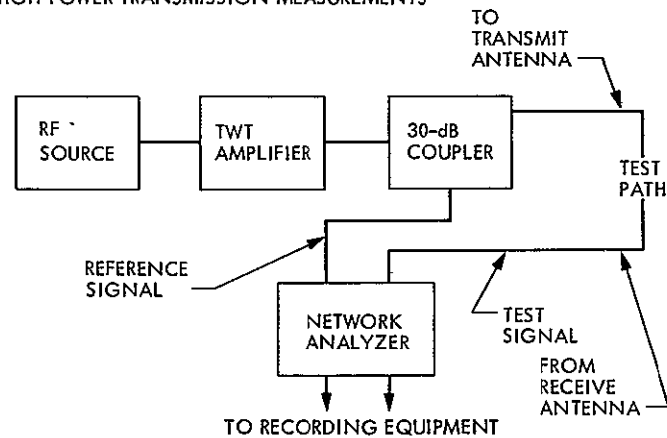 POWER TRANSMISSION MEASUREMENTS
TO
TRANSMIT
ANTENNA
RF
SOURCE
TWT
AMPLIFIER
30-dB
COUPLER
TEST
PATH
REFERENCE
SIGNAL
NETWORK
ANALYZER
TEST
SIGNAL
FROM
RECEIVE
ANTENNA
TO RECORDING EQUIPMENT